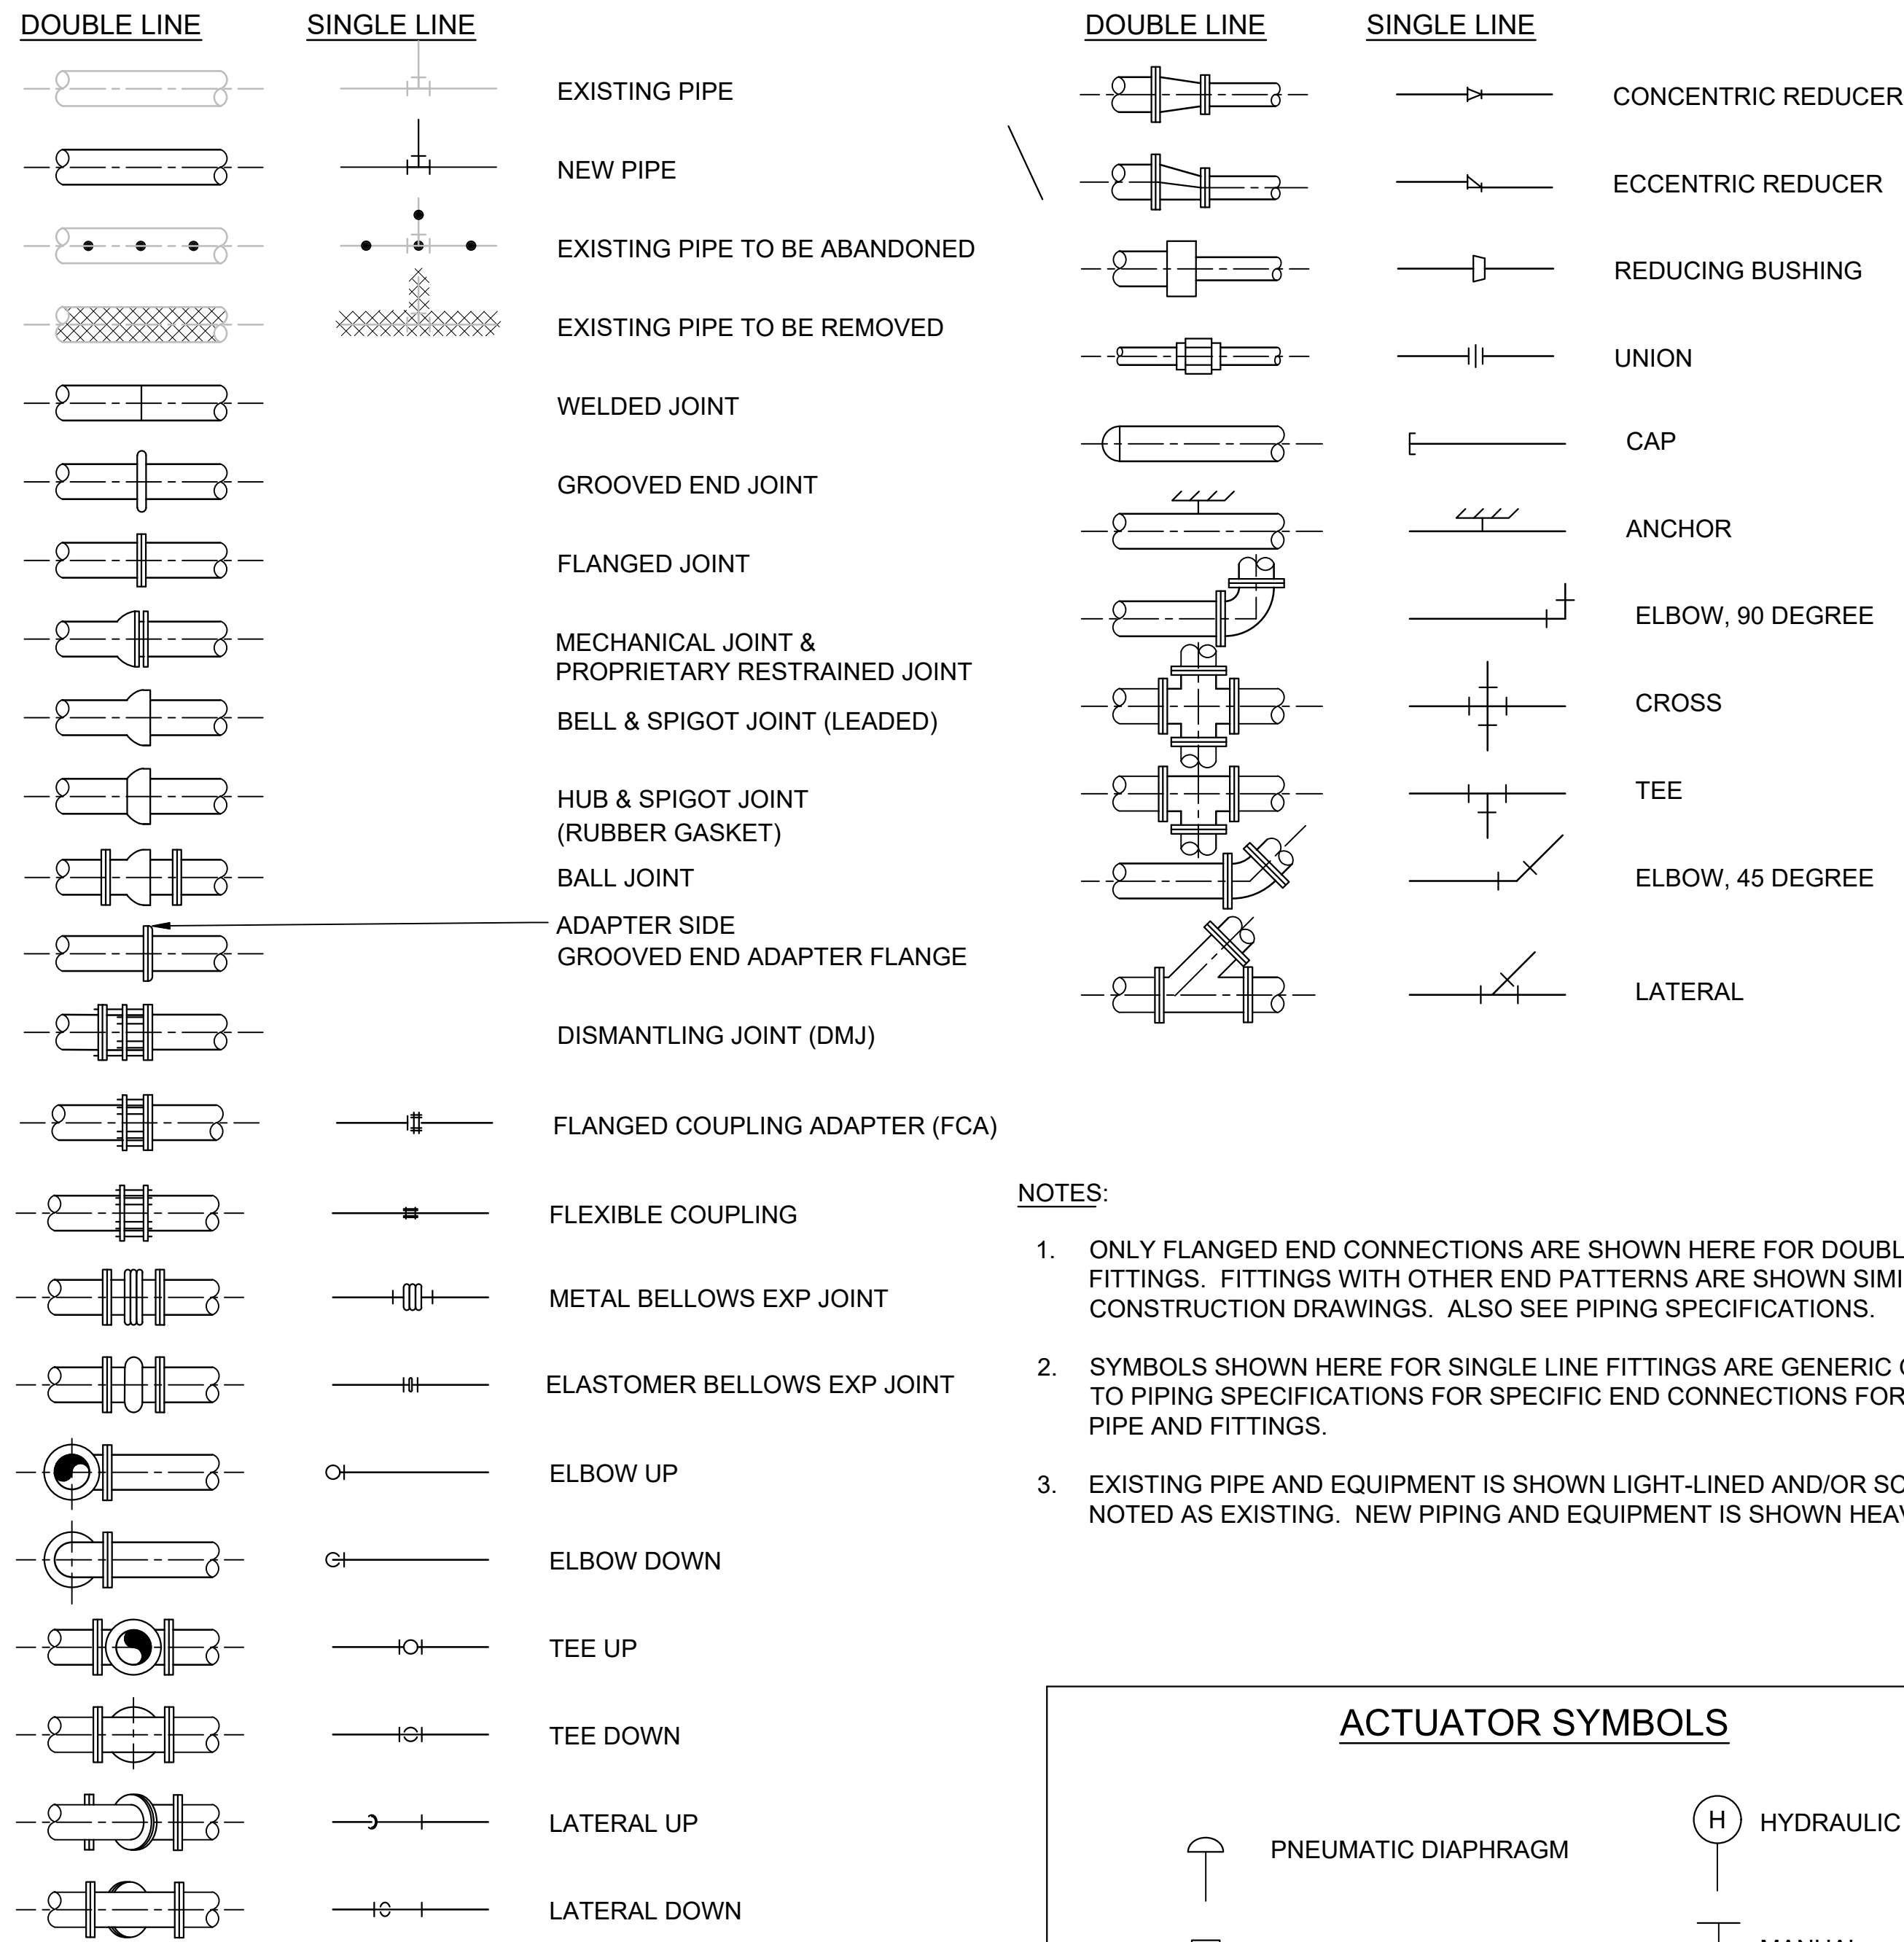 DOUBLE LINE
SINGLE LINE
EXISTING PIPE
NEW PIPE
EXISTING PIPE TO BE ABANDONED
EXISTING PIPE TO BE REMOVED
WELDED JOINT
GROOVED END JOINT
FLANGED JOINT
MECHANICAL JOINT &
PROPRIETARY RESTRAINED JOINT
BELL & SPIGOT JOINT (LEADED)
HUB & SPIGOT JOINT
(RUBBER GASKET)
BALL JOINT
ADAPTER SIDE
GROOVED END ADAPTER FLANGE
DISMANTLING JOINT (DMJ)
FLANGED COUPLING ADAPTER (FCA)
FLEXIBLE COUPLING
METAL BELLOWS EXP JOINT
ELASTOMER BELLOWS EXP JOINT
ELBOW UP
ELBOW DOWN
TEE UP
TEE DOWN
LATERAL UP
LATERAL DOWN
DOUBLE LINE
SINGLE LINE
CONCENTRIC REDUCER
ECCENTRIC REDUCER
REDUCING BUSHING
UNION
CAP
ANCHOR
ELBOW, 90 DEGREE
CROSS
TEE
ELBOW, 45 DEGREE
LATERAL
NOTES:
1. ONLY FLANGED END CONNECTIONS ARE SHOWN HERE FOR
FITTINGS. FITTINGS WITH OTHER END PATTERNS ARE SHOWN
CONSTRUCTION DRAWINGS. ALSO SEE PIPING SPECIFICATIONS.
2. SYMBOLS SHOWN HERE FOR SINGLE LINE FITTINGS ARE GENERIC
TO PIPING SPECIFICATIONS FOR SPECIFIC END CONNECTIONS FOR
PIPE AND FITTINGS.
3. EXISTING PIPE AND EQUIPMENT IS SHOWN LIGHT-LINED AND/OR
NOTED AS EXISTING. NEW PIPING AND EQUIPMENT IS SHOWN
ACTUATOR SYMBOLS
PNEUMATIC DIAPHRAGM
H HYDRAULIC